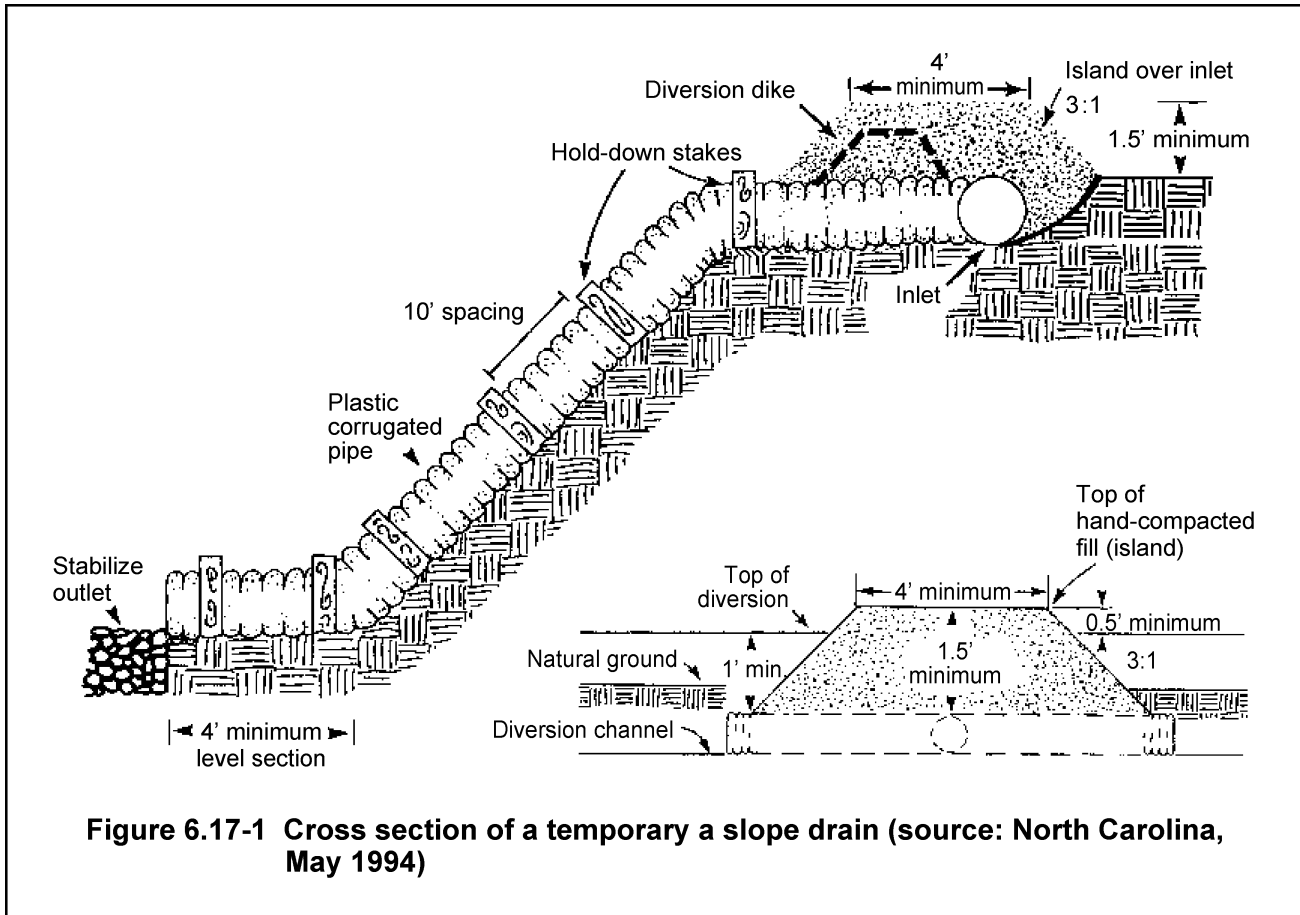 4'
minimum
Island over inlet
3:1
Diversion dike
1.5' minimum
Hold-down stakes
10' spacing
Inlet
Plastic
corrugated
pipe
Stabilize
outlet
4' minimum
level section
Top of
hand-compacted
fill (island)
Top of
diversion
4' minimum
0.5' minimum
Natural ground
1' min.
1.5'
minimum
3:1
Diversion channel
Figure 6.17-1 Cross section of a temporary a slope drain (source: North Carolina,
May 1994)